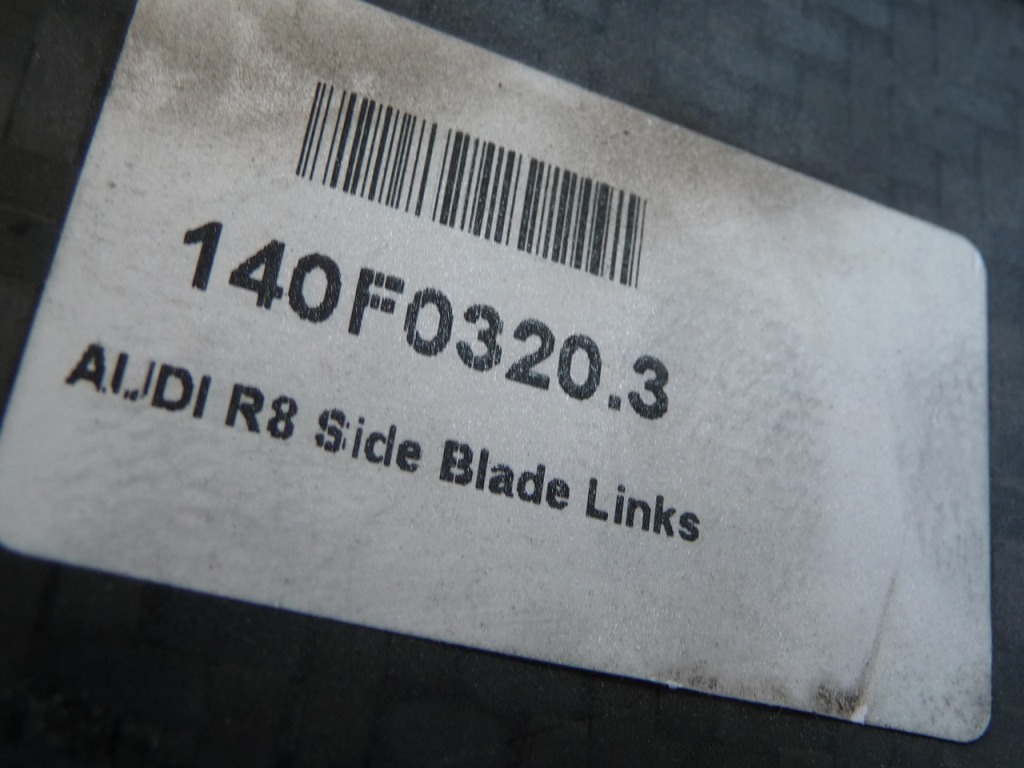 140F0320.3
AUDI R8 Side Blade Links